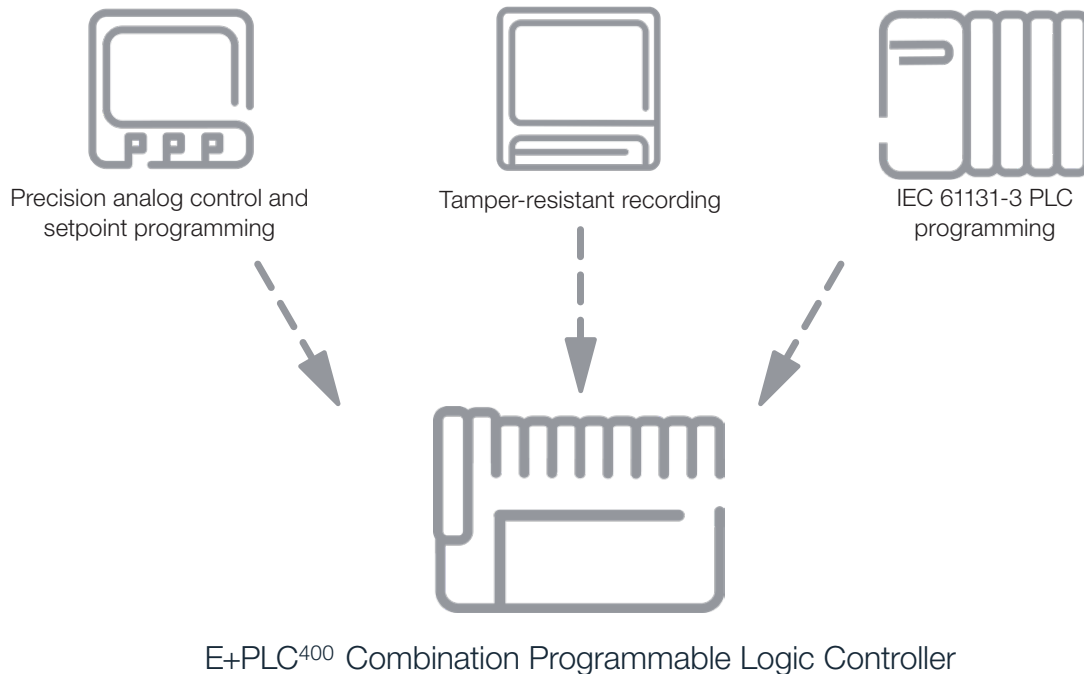 Precision analog control and
setpoint programming
Tamper-resistant recording
IEC 61131-3 PLC
programming
E+PLC⁴⁰⁰ Combination Programmable Logic Controller